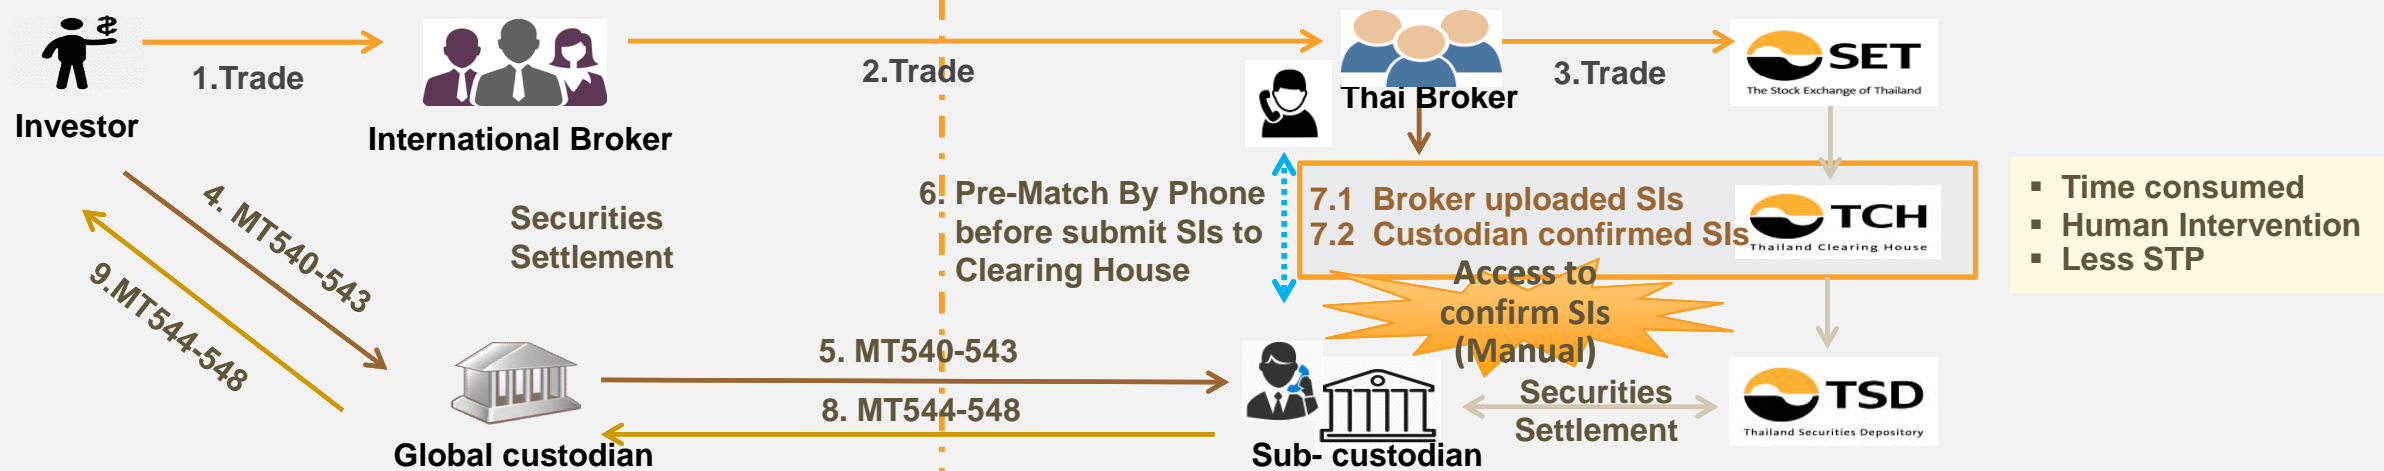 1.Trade
2.Trade
3.Trade
SET
The Stock Exchange of Thailand
Investor
International Broker
Thai Broker
4. MT540-543
9.MT544-548
Securities
Settlement
6. Pre-Match By Phone
before submit SIs to
Clearing House
7.1 Broker uploaded SIs
7.2 Custodian confirmed SIs
TCH
Thailand Clearing House
▪ Time consumed
▪ Human Intervention
▪ Less STP
Access to
confirm SIs
(Manual)
5. MT540-543
8. MT544-548
Securities
Settlement
TSD
Thailand Securities Depository
Global custodian
Sub- custodian